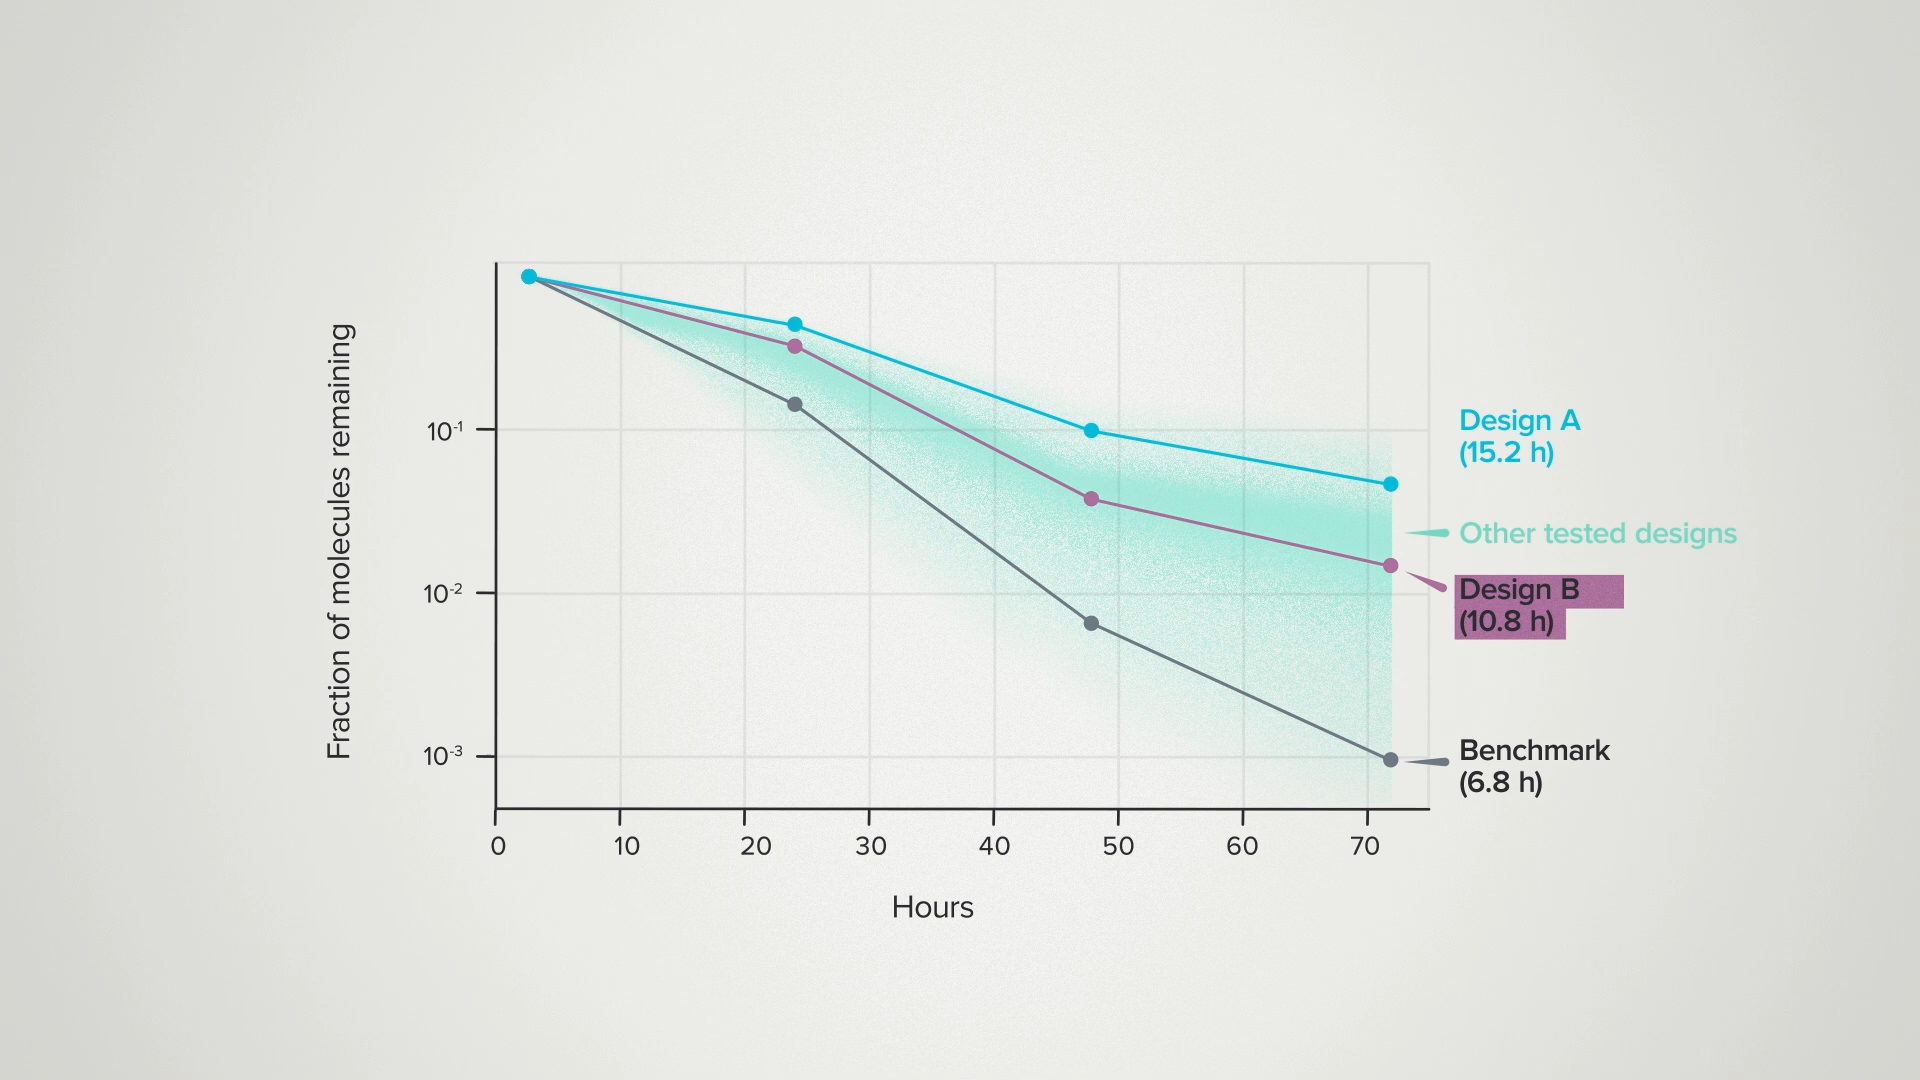 Fraction of molecules remaining
10-1
10-2
10-3
0 10 20 30 40 50 60 70
Hours
Design A
(15.2 h)
Other tested designs
Design B
(10.8 h)
Benchmark
(6.8 h)